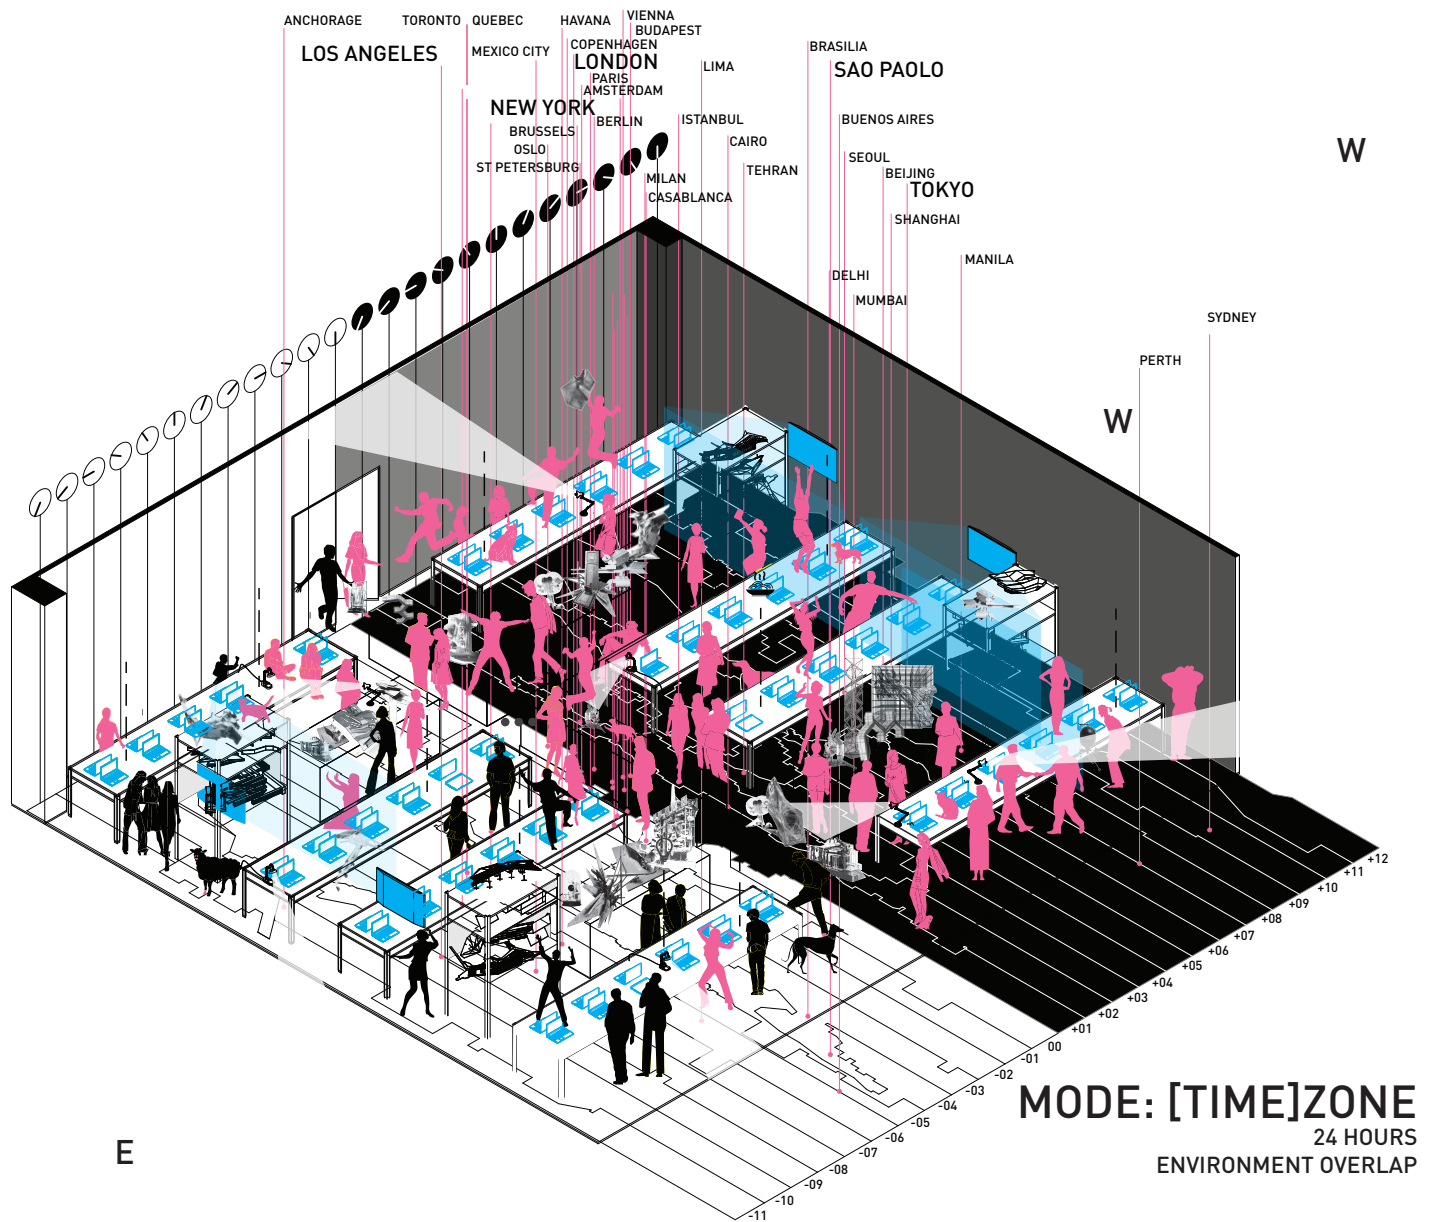 ANCHORAGE
TORONTO
QUEBEC
HAVANA
VIENNA
BUDAPEST
LOS ANGELES
MEXICO CITY
COPENHAGEN
LONDON
BRASILIA
SAO PAOLO
LIMA
PARIS
AMSTERDAM
NEW YORK
BERLIN
ISTANBUL
BUENOS AIRES
BRUSSELS
CAIRO
OSLO
SEOUL
W
ST PETERSBURG
MILAN
TEHRAN
BEIJING
TOKYO
CASABLANCA
SHANGHAI
MANILA
DELHI
MUMBAI
SYDNEY
PERTH
W
+12
+11
+10
+09
+08
+07
+06
+05
+04
+03
+02
+01
00
-01
-02
-03
-04
-05
-06
-07
-08
-09
-10
-11
MODE: [TIME]ZONE
24 HOURS
ENVIRONMENT OVERLAP
E